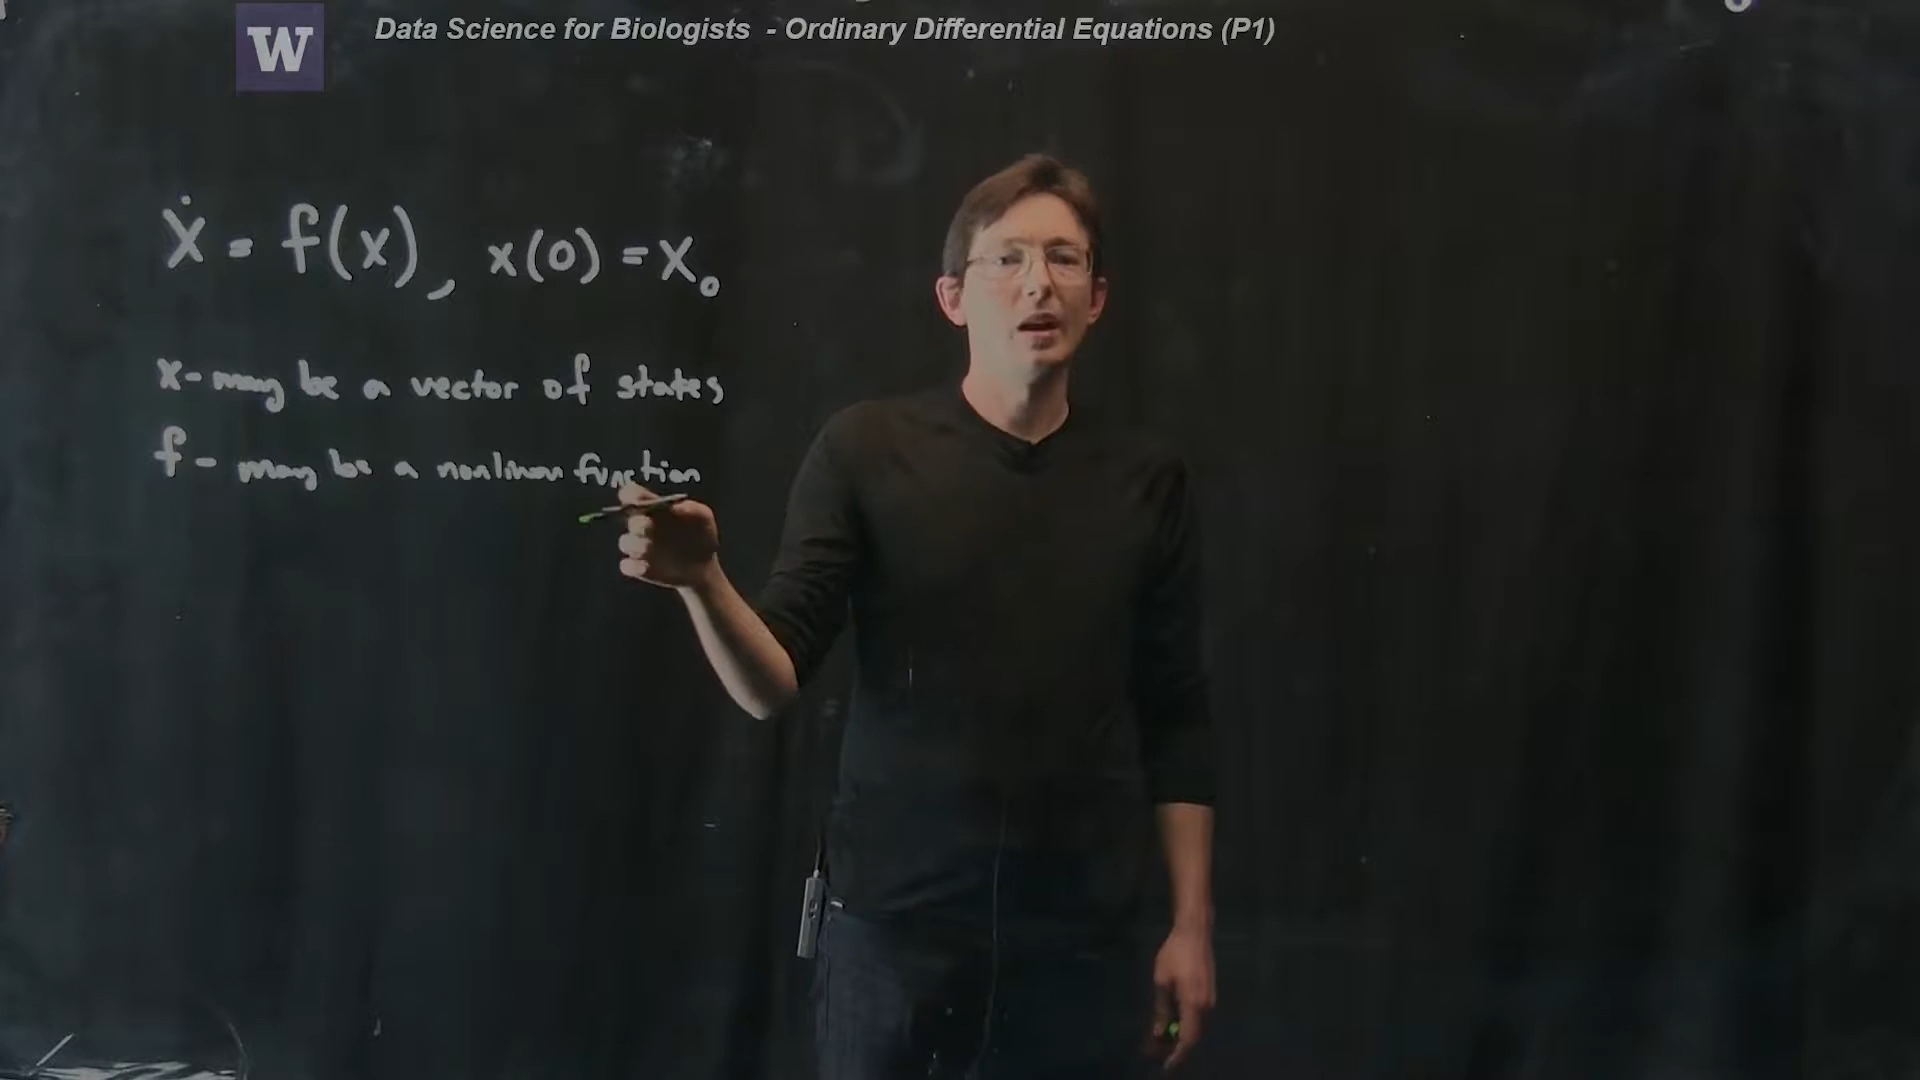 W Data Science for Biologists - Ordinary Differential Equations (P1)
ẋ = f(x), x(0) = x₀
x - may be a vector of states
f - may be a nonlinear function